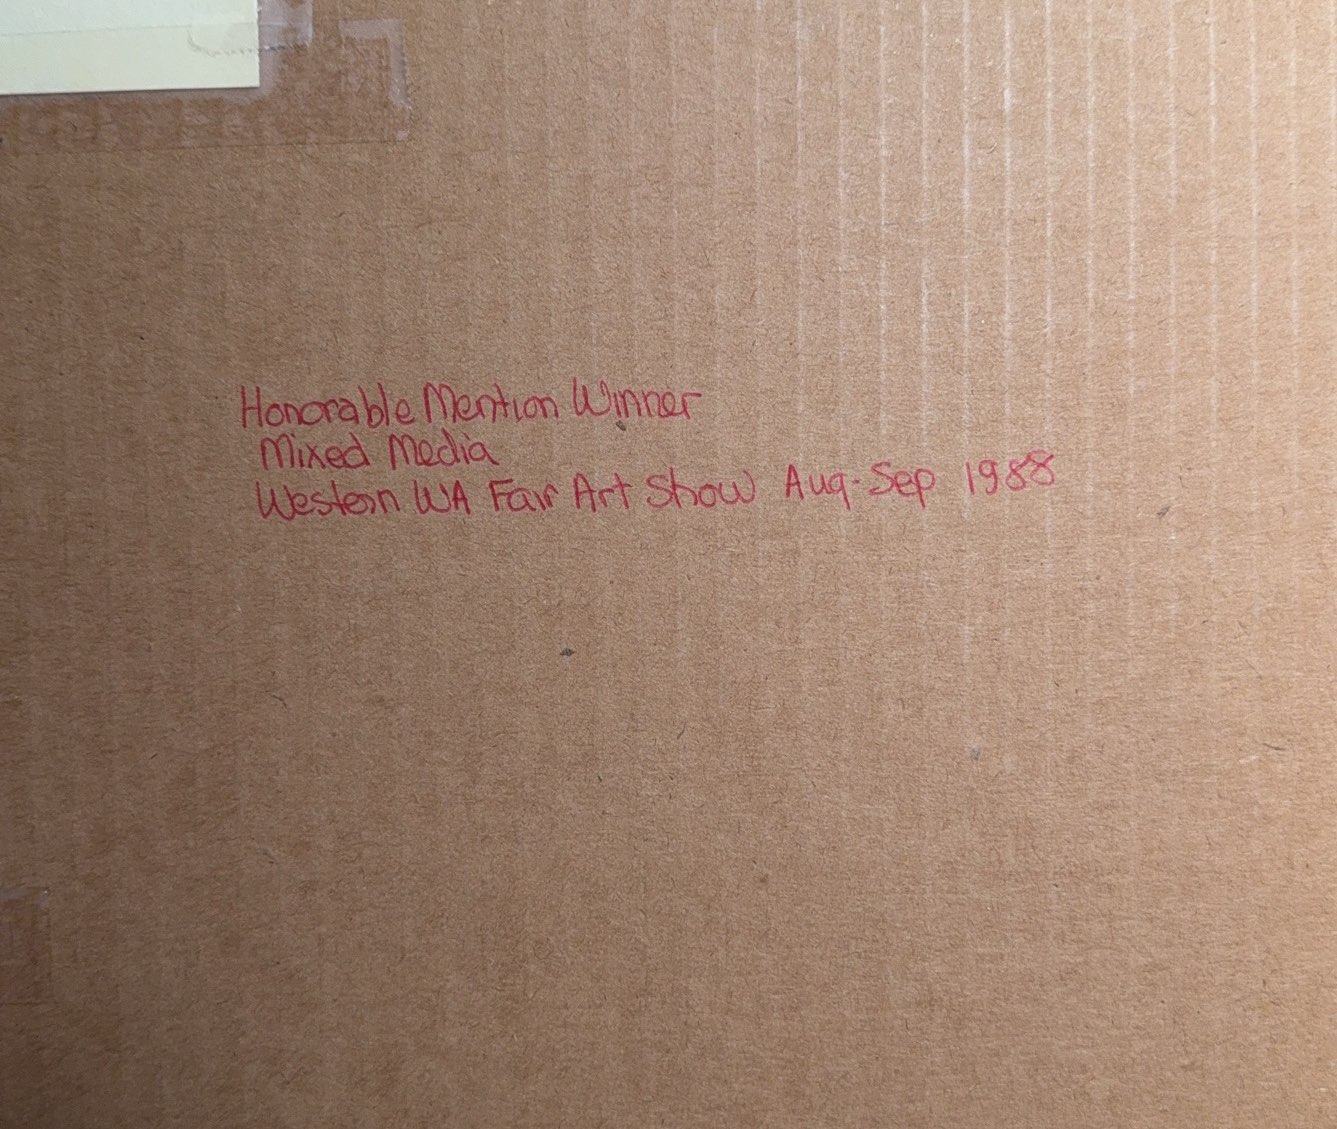 Honorable Mention Winner
Mixed Media
Western WA Fair Art Show Aug-Sep 1988